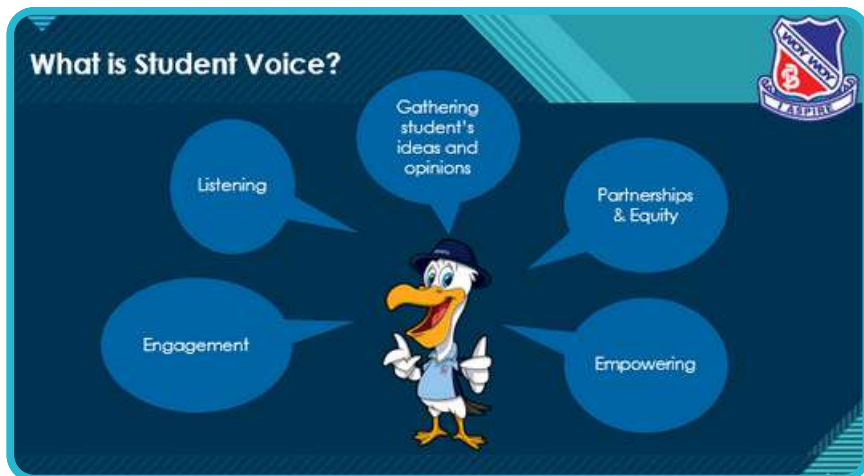 What is Student Voice?
WOY WOY
I ASPIRE
Gathering
student's
ideas and
opinions
Listening
Partnerships
& Equity
Engagement
Empowering